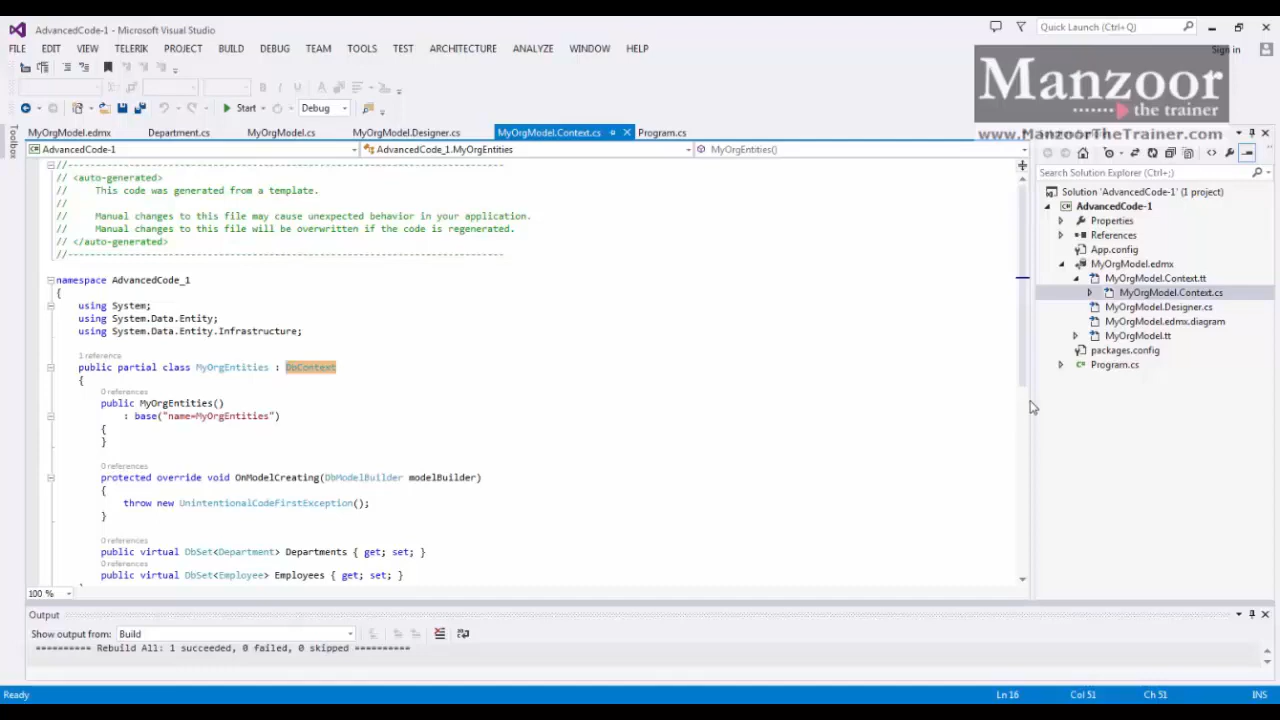 AdvancedCode-1 - Microsoft Visual Studio
Quick Launch (Ctrl+Q)
FILE EDIT VIEW TELERIK PROJECT BUILD DEBUG TEAM TOOLS TEST ARCHITECTURE ANALYZE WINDOW HELP
Sign in
Manzoor
the trainer
www.ManzoorTheTrainer.com
Start
Debug
Toolbox
MyOrgModel.edmx Department.cs MyOrgModel.cs MyOrgModel.Designer.cs MyOrgModel.Context.cs Program.cs
AdvancedCode-1 AdvancedCode_1.MyOrgEntities MyOrgEntities()
//------------------------------------------------------------------------------
// <auto-generated>
//     This code was generated from a template.
//
//     Manual changes to this file may cause unexpected behavior in your application.
//     Manual changes to this file will be overwritten if the code is regenerated.
// </auto-generated>
//------------------------------------------------------------------------------
namespace AdvancedCode_1
{
using System;
using System.Data.Entity;
using System.Data.Entity.Infrastructure;
1 reference
public partial class MyOrgEntities : DbContext
{
0 references
public MyOrgEntities()
: base("name=MyOrgEntities")
{
}
0 references
protected override void OnModelCreating(DbModelBuilder modelBuilder)
{
throw new UnintentionalCodeFirstException();
}
0 references
public virtual DbSet<Department> Departments { get; set; }
0 references
public virtual DbSet<Employee> Employees { get; set; }
100 %
Search Solution Explorer (Ctrl+;)
Solution 'AdvancedCode-1' (1 project)
AdvancedCode-1
Properties
References
App.config
MyOrgModel.edmx
MyOrgModel.Context.tt
MyOrgModel.Context.cs
MyOrgModel.Designer.cs
MyOrgModel.edmx.diagram
MyOrgModel.tt
packages.config
Program.cs
Output
Show output from: Build
========== Rebuild All: 1 succeeded, 0 failed, 0 skipped ==========
Ready
Ln 16 Col 51 Ch 51 INS